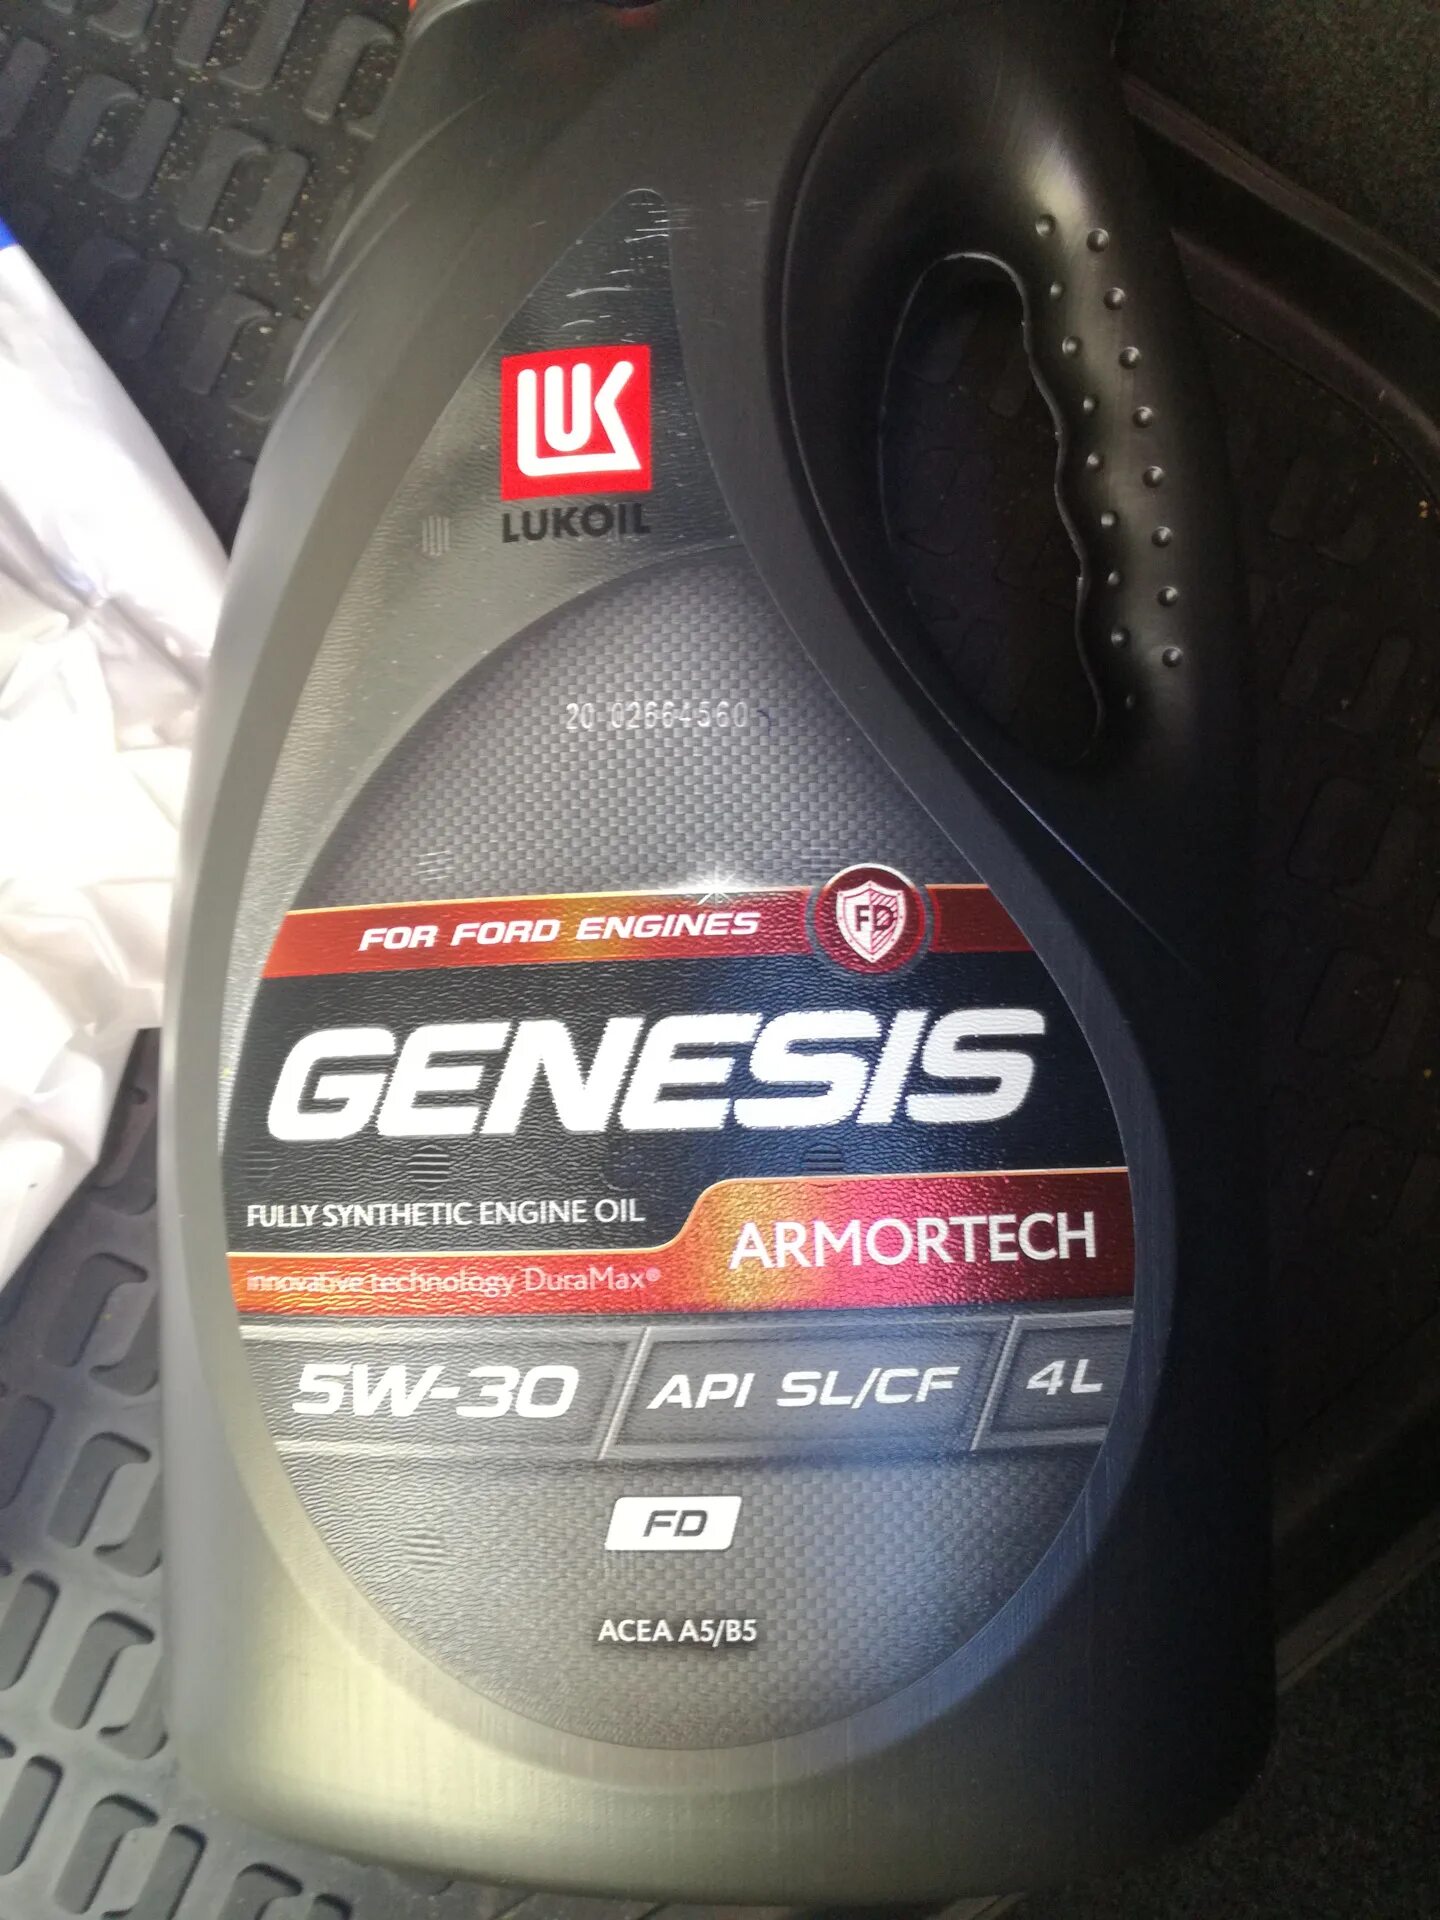 LUK
LUKOIL
20 02664560
FOR FORD ENGINES
FD
GENESIS
FULLY SYNTHETIC ENGINE OIL
ARMORTECH
innovative technology DuraMax®
5W-30 API SL/CF 4L
FD
ACEA A5/B5